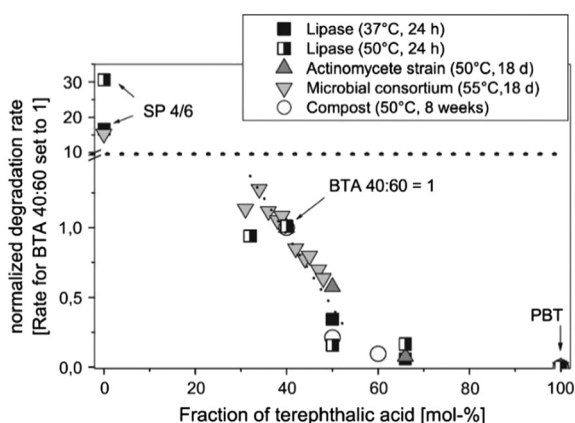 Lipase (37°C, 24 h)
Lipase (50°C, 24 h)
Actinomycete strain (50°C, 18 d)
Microbial consortium (55°C, 18 d)
Compost (50°C, 8 weeks)
normalized degradation rate
[Rate for BTA 40:60 set to 1]
30
20
10
1,0
0,5
0,0
SP 4/6
BTA 40:60 = 1
PBT
0
20
40
60
80
100
Fraction of terephthalic acid [mol-%]